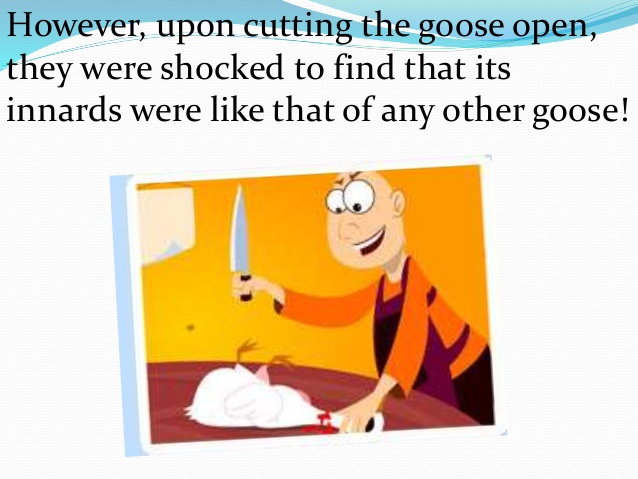 However, upon cutting the goose open,
they were shocked to find that its
innards were like that of any other goose!